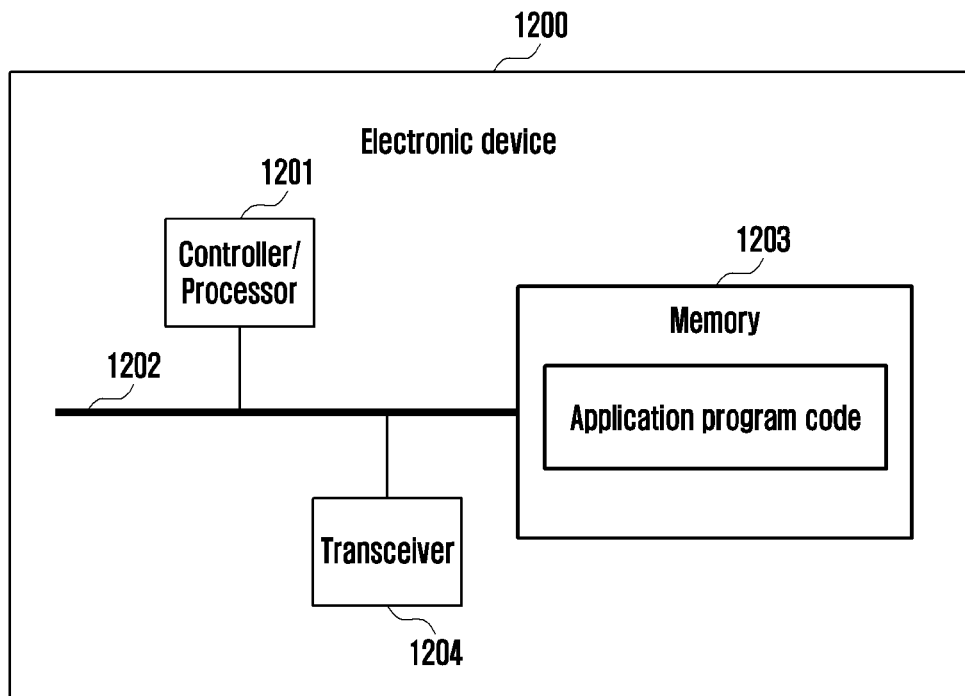 1200
Electronic device
1201
Controller/
Processor
1203
Memory
1202
Application program code
Transceiver
1204